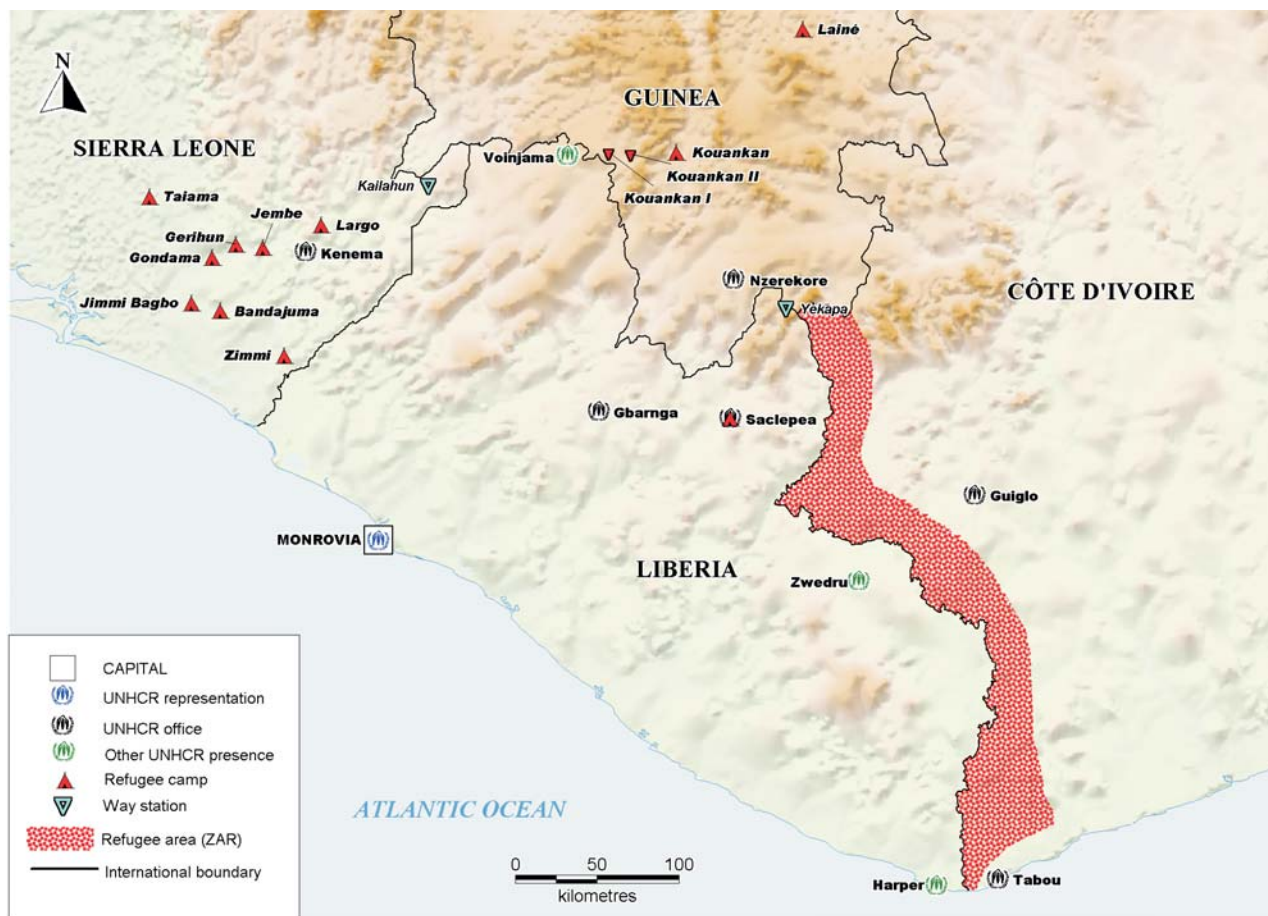 N
Lainé
GUINEA
SIERRA LEONE
Voinjama
Kouankan
Kouankan II
Kouankan I
Kailahun
Taiama
Jembe
Largo
Gerihun
Kenema
Gondama
Nzerekore
CÔTE D'IVOIRE
Jimmi Bagbo
Bandajuma
Yekapa
Zimmi
Gbarnga
Saclepea
Guiglo
MONROVIA
LIBERIA
Zwedru
CAPITAL
UNHCR representation
UNHCR office
Other UNHCR presence
Refugee camp
Way station
Refugee area (ZAR)
International boundary
ATLANTIC OCEAN
0 50 100
kilometres
Harper
Tabou